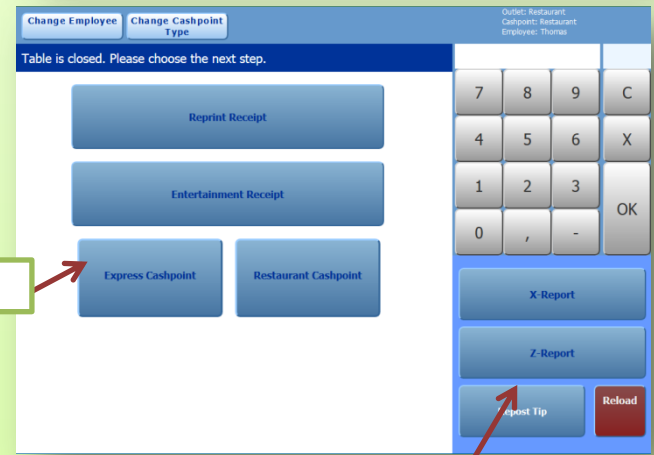 Change Employee
Change Cashpoint
Type
Outlet: Restaurant
Cashpoint: Restaurant
Employee: Thomas
Table is closed. Please choose the next step.
Reprint Receipt
Entertainment Receipt
Express Cashpoint
Restaurant Cashpoint
7 8 9 C
4 5 6 X
1 2 3
OK
0 , -
X-Report
Z-Report
Tip
Reload